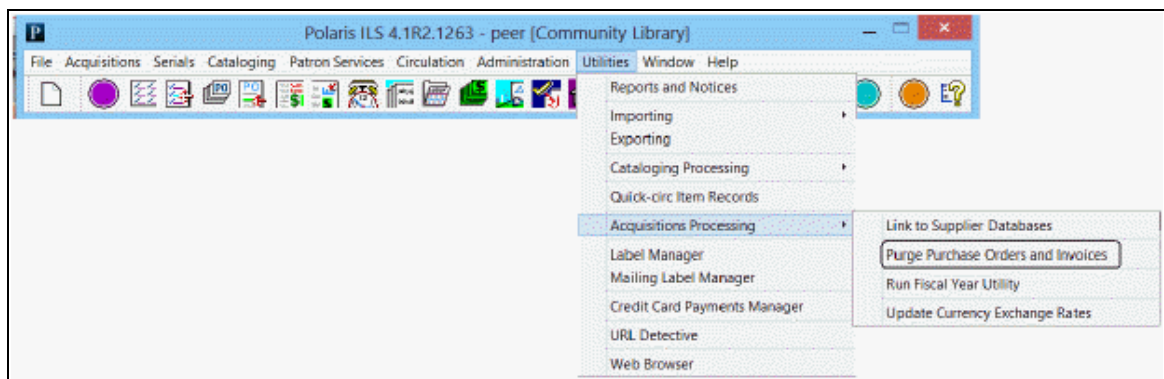 P
Polaris ILS 4.1R2.1263 - peer [Community Library]
File Acquisitions Serials Cataloging Patron Services Circulation Administration Utilities Window Help
Reports and Notices
Importing
Exporting
Cataloging Processing
Quick-circ Item Records
Acquisitions Processing
Link to Supplier Databases
Purge Purchase Orders and Invoices
Run Fiscal Year Utility
Update Currency Exchange Rates
Label Manager
Mailing Label Manager
Credit Card Payments Manager
URL Detective
Web Browser